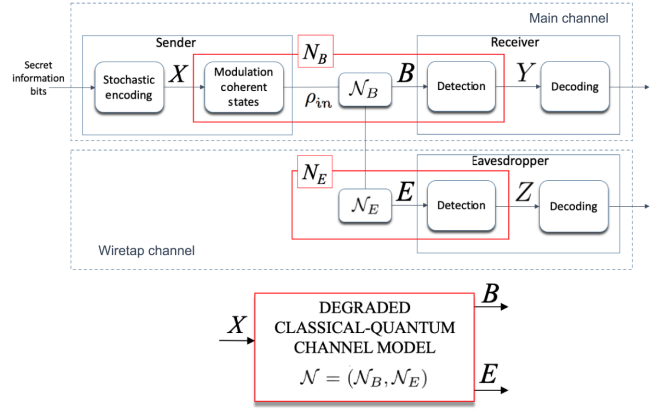 Main channel
Sender
Receiver
N_B
Secret
information
bits
Stochastic
encoding
X
Modulation
coherent
states
ρ_in
𝒩_B
B
Detection
Y
Decoding
Eavesdropper
N_E
𝒩_E
E
Detection
Z
Decoding
Wiretap channel
X
DEGRADED
CLASSICAL-QUANTUM
CHANNEL MODEL
𝒩 = (𝒩_B, 𝒩_E)
B
E